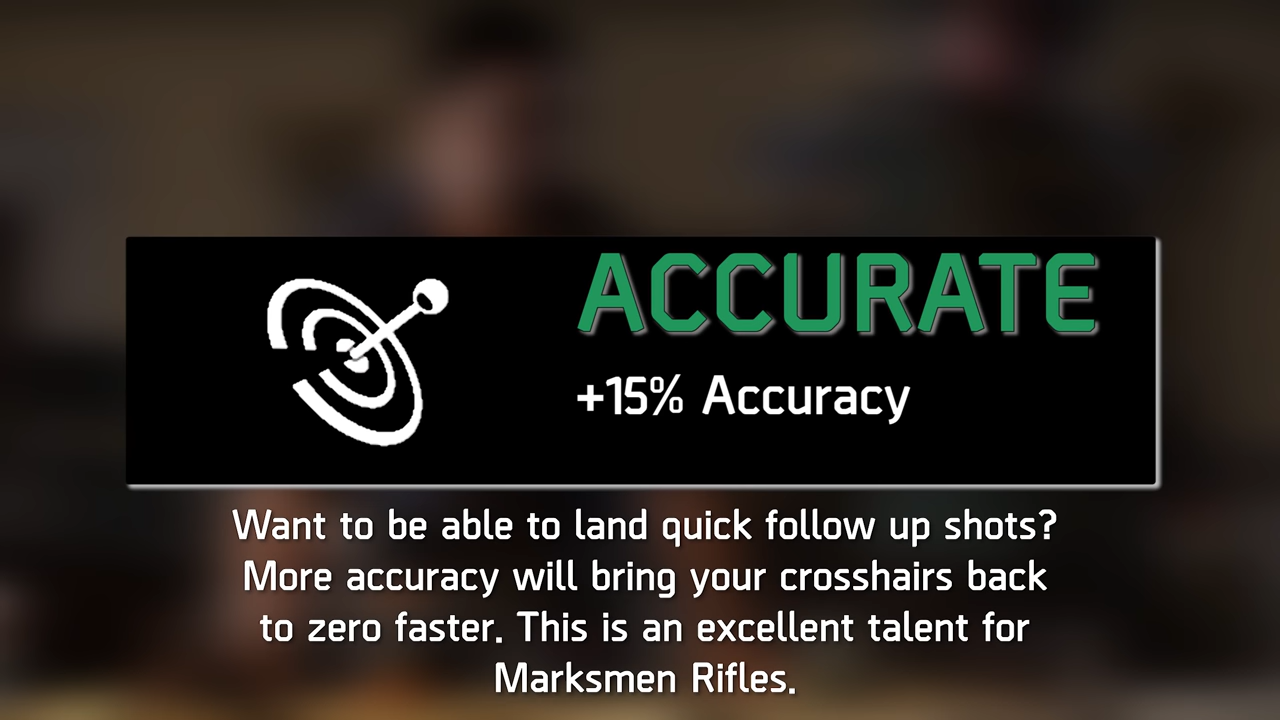 ACCURATE
+15% Accuracy
Want to be able to land quick follow up shots?
More accuracy will bring your crosshairs back
to zero faster. This is an excellent talent for
Marksmen Rifles.